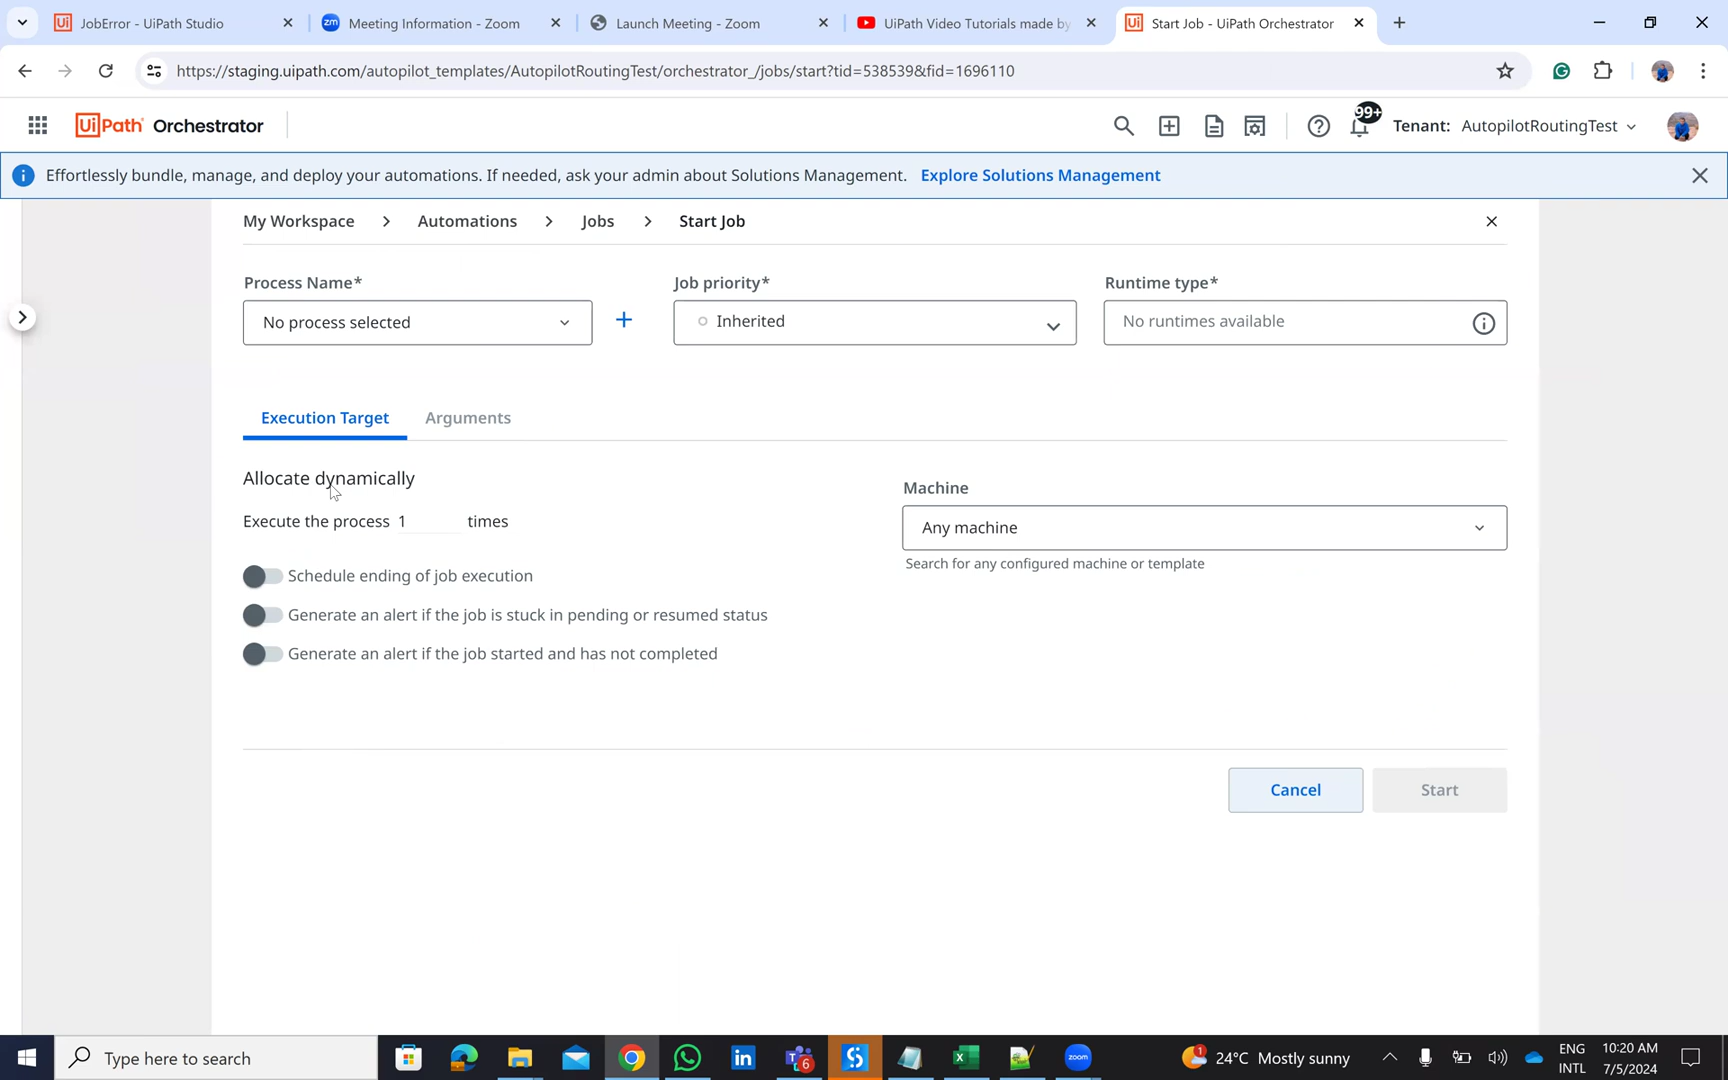 JobError - UiPath Studio
zm Meeting Information - Zoom
Launch Meeting - Zoom
UiPath Video Tutorials made by
Ui Start Job - UiPath Orchestrator
https://staging.uipath.com/autopilot_templates/AutopilotRoutingTest/orchestrator_/jobs/start?tid=538539&fid=1696110
UiPath Orchestrator
99+
Tenant: AutopilotRoutingTest
Effortlessly bundle, manage, and deploy your automations. If needed, ask your admin about Solutions Management. Explore Solutions Management
My Workspace > Automations > Jobs > Start Job
Process Name*
Job priority*
Runtime type*
No process selected
Inherited
No runtimes available
Execution Target
Arguments
Allocate dynamically
Execute the process 1 times
Machine
Any machine
Search for any configured machine or template
Schedule ending of job execution
Generate an alert if the job is stuck in pending or resumed status
Generate an alert if the job started and has not completed
Cancel
Start
Type here to search
6
zoom
1
24°C Mostly sunny
ENG
INTL
10:20 AM
7/5/2024